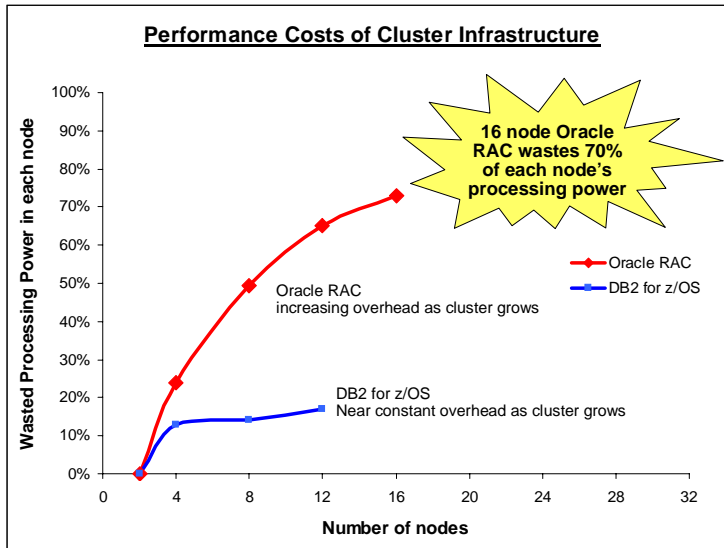 Performance Costs of Cluster Infrastructure
Wasted Processing Power in each node
100%
90%
80%
70%
60%
50%
40%
30%
20%
10%
0%
16 node Oracle
RAC wastes 70%
of each node's
processing power
Oracle RAC
DB2 for z/OS
Oracle RAC
increasing overhead as cluster grows
DB2 for z/OS
Near constant overhead as cluster grows
0 4 8 12 16 20 24 28 32
Number of nodes